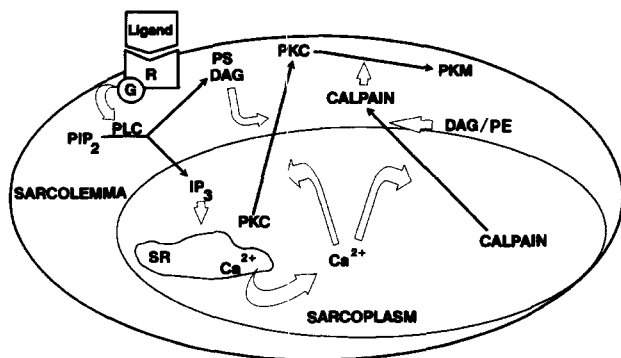 Ligand
R
G
PS
DAG
PKC
PKM
CALPAIN
PLC
PIP₂
DAG/PE
SARCOLEMMA
IP₃
PKC
SR
Ca²⁺
Ca²⁺
CALPAIN
SARCOPLASM